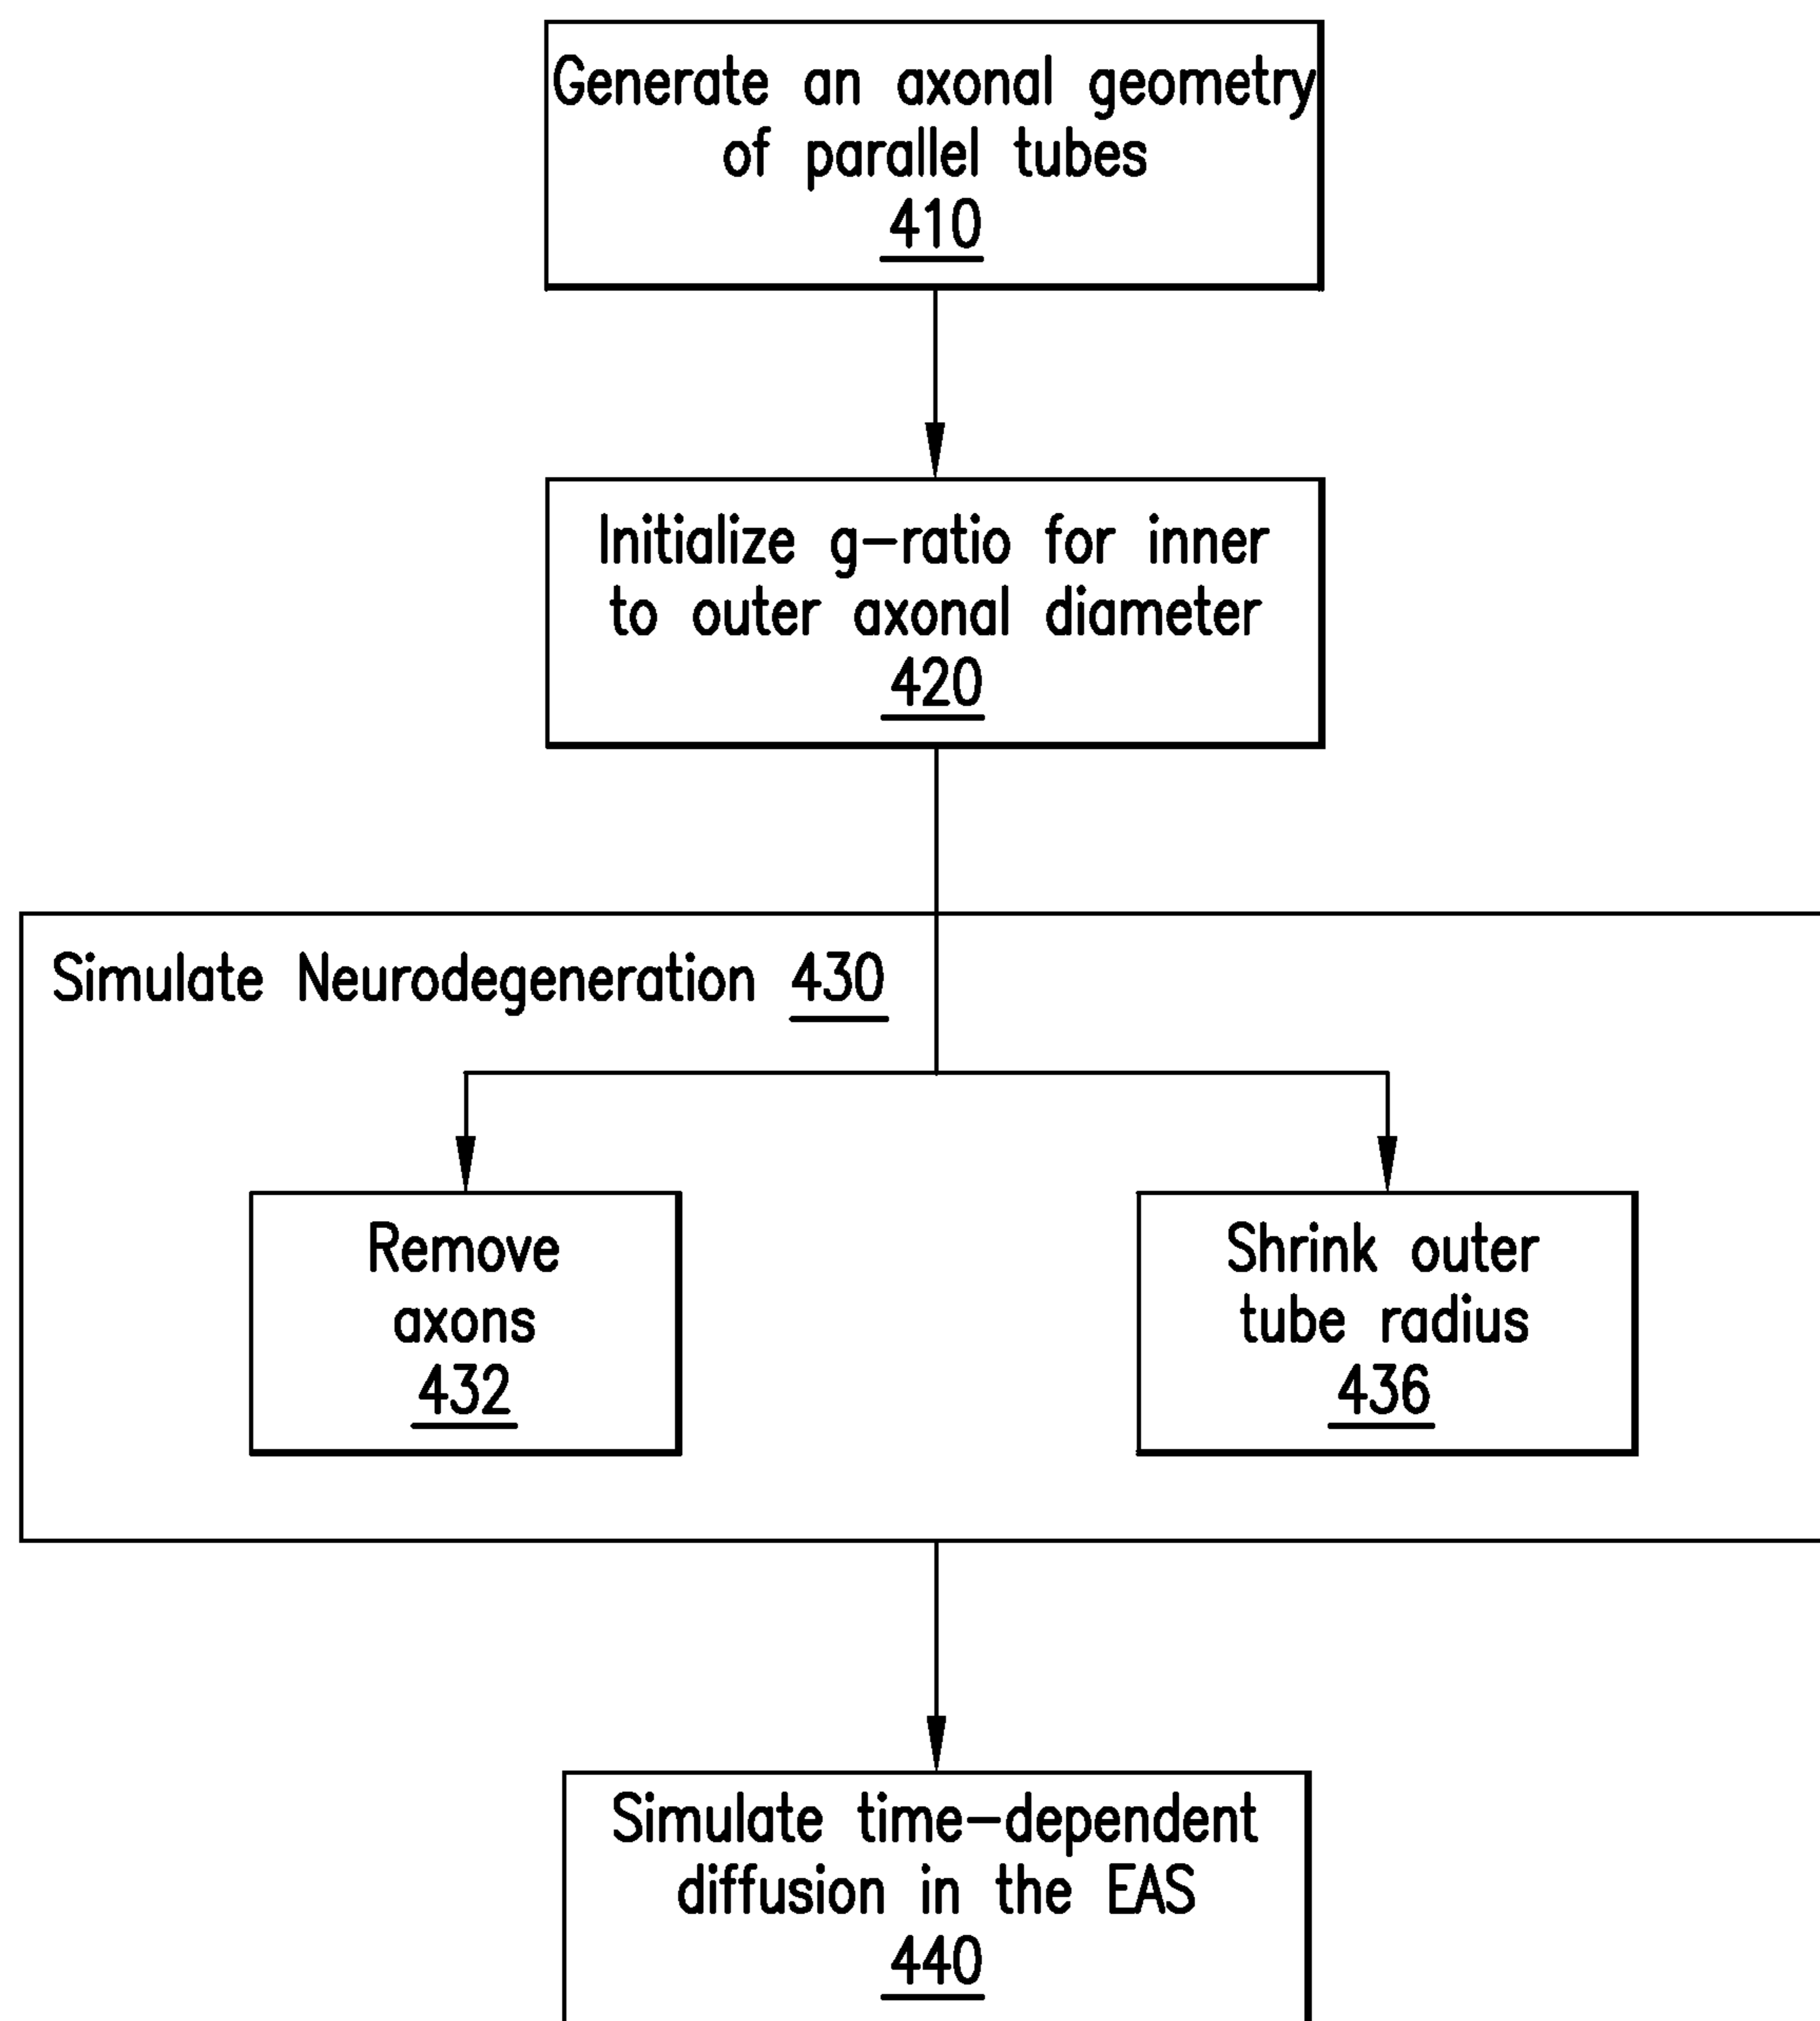 Generate an axonal geometry
of parallel tubes
410
Initialize g-ratio for inner
to outer axonal diameter
420
Simulate Neurodegeneration 430
Remove
axons
432
Shrink outer
tube radius
436
Simulate time-dependent
diffusion in the EAS
440